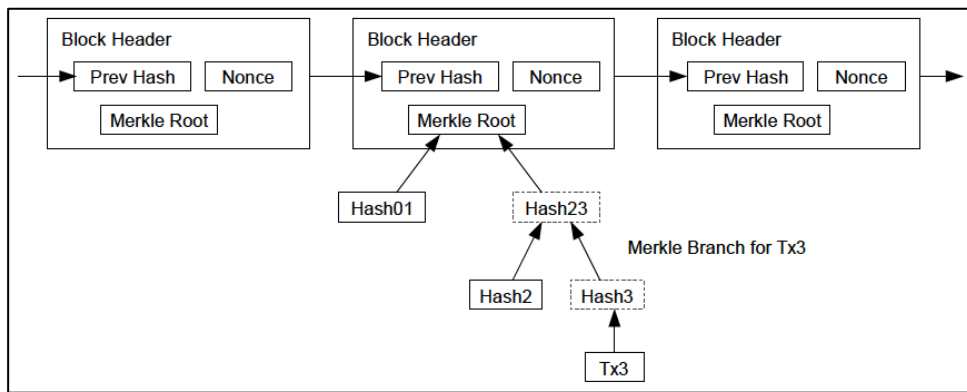 Block Header Block Header Block Header
Prev Hash Nonce Prev Hash Nonce Prev Hash Nonce
Merkle Root Merkle Root Merkle Root
Hash01 Hash23
Merkle Branch for Tx3
Hash2 Hash3
Tx3